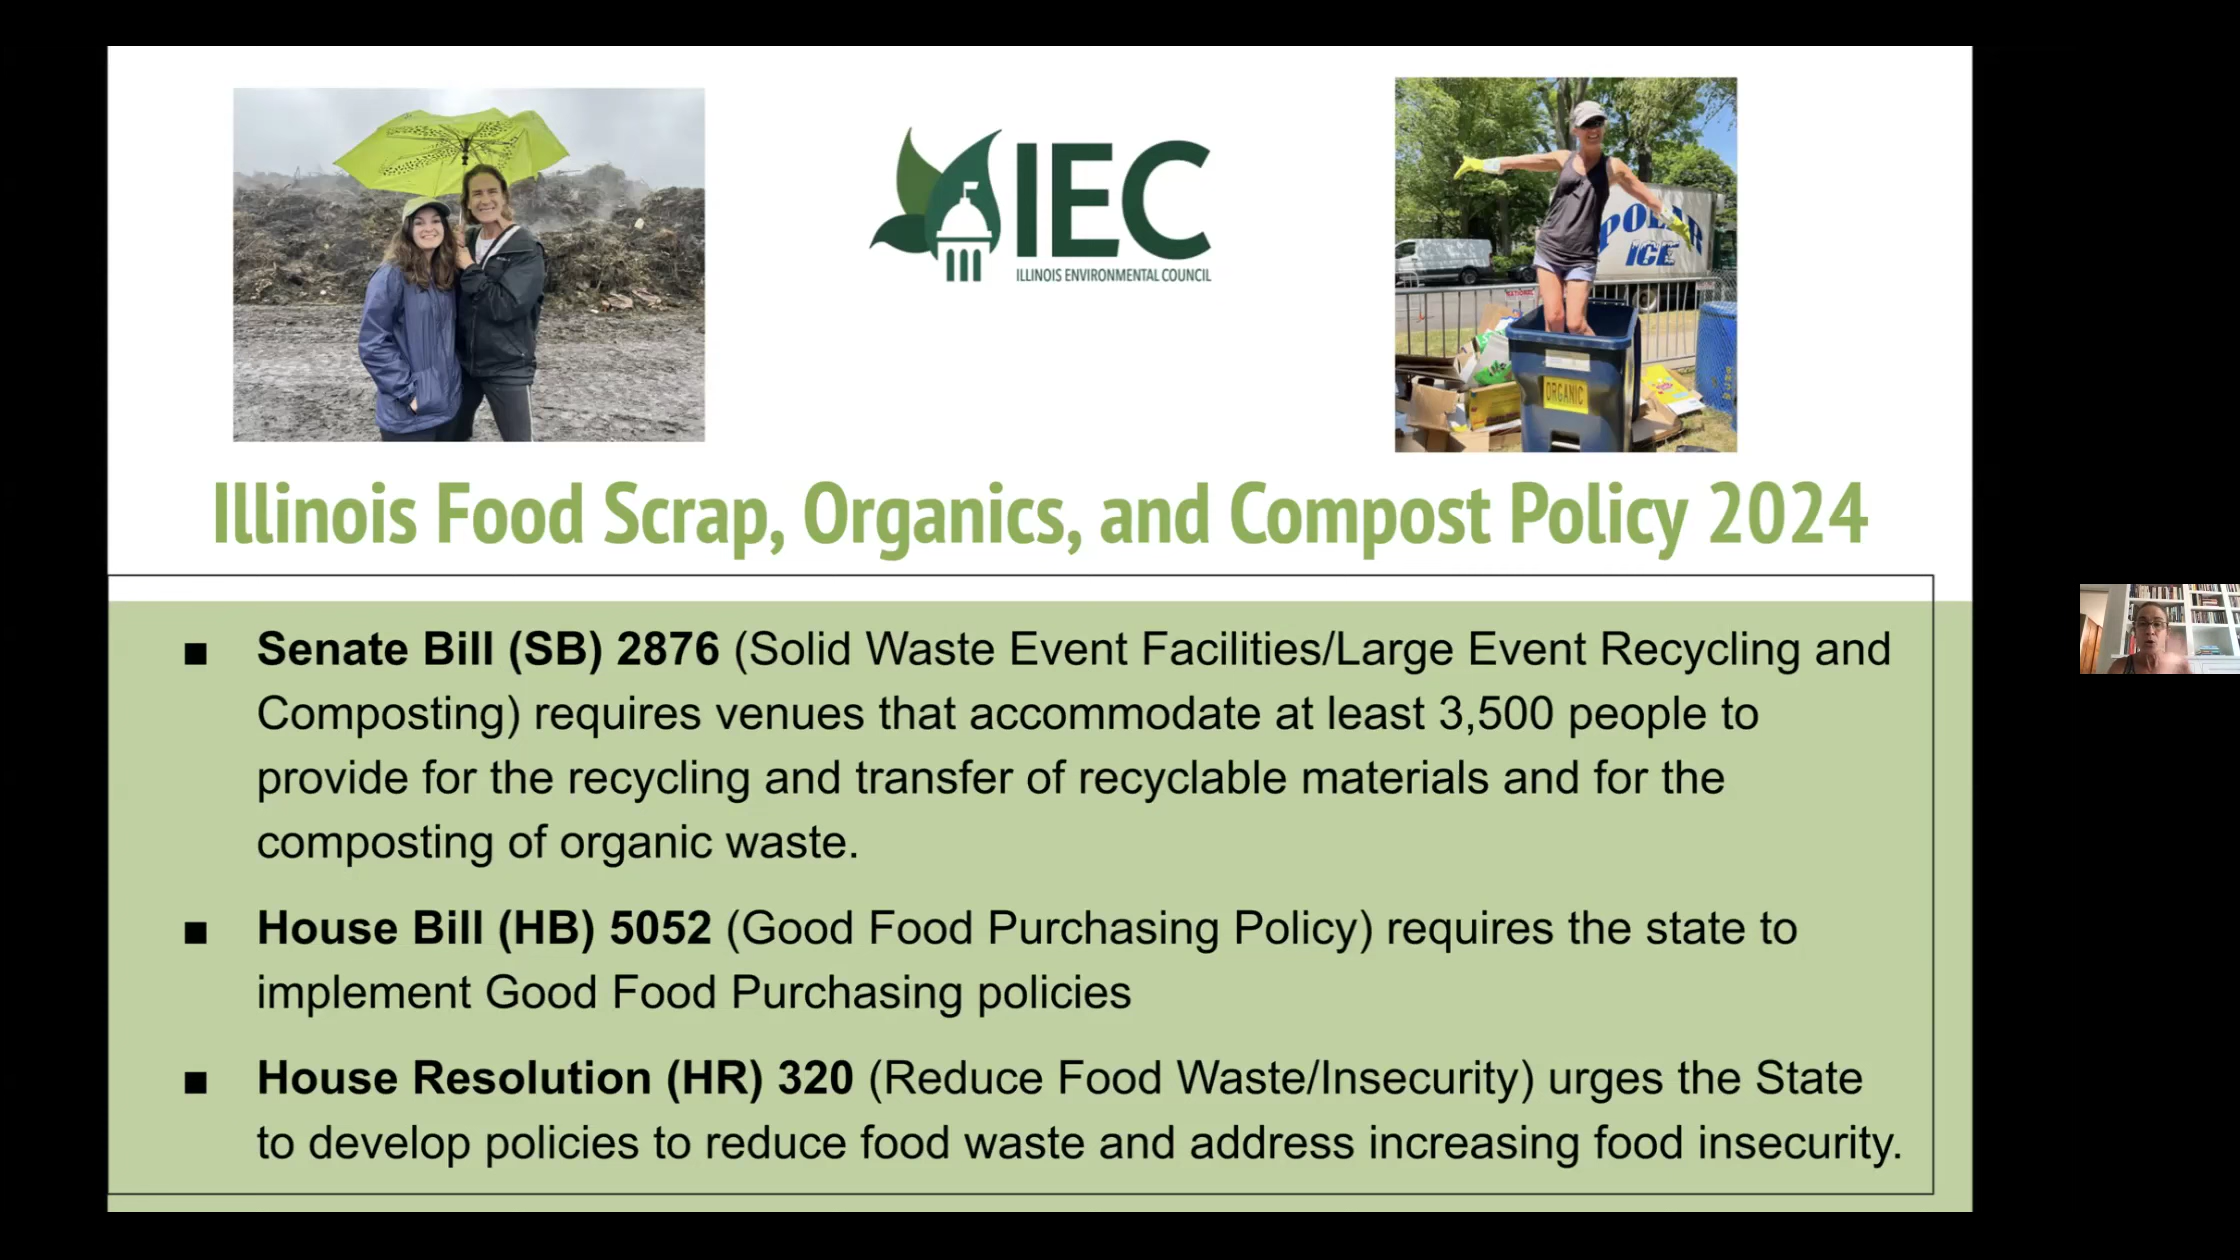 IEC
ILLINOIS ENVIRONMENTAL COUNCIL
POLAR
ICE
ORGANIC
Illinois Food Scrap, Organics, and Compost Policy 2024
■ Senate Bill (SB) 2876 (Solid Waste Event Facilities/Large Event Recycling and
Composting) requires venues that accommodate at least 3,500 people to
provide for the recycling and transfer of recyclable materials and for the
composting of organic waste.
■ House Bill (HB) 5052 (Good Food Purchasing Policy) requires the state to
implement Good Food Purchasing policies
■ House Resolution (HR) 320 (Reduce Food Waste/Insecurity) urges the State
to develop policies to reduce food waste and address increasing food insecurity.